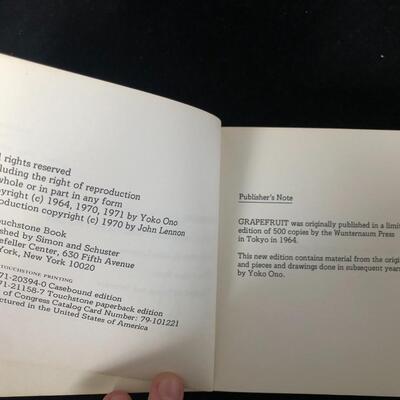 rights reserved
cluding the right of reproduction
whole or in part in any form
copyright (c) 1964, 1970, 1971 by Yoko Ono
roduction copyright (c) 1970 by John Lennon
ouchstone Book
shed by Simon and Schuster
efeller Center, 630 Fifth Avenue
York, New York 10020
TOUCHSTONE PRINTING
71-20394-0 Casebound edition
71-21158-7 Touchstone paperback edition
of Congress Catalog Card Number: 79-101221
ctured in the United States of America
Publisher's Note
GRAPEFRUIT was originally published in a limite
edition of 500 copies by the Wunternaum Press
in Tokyo in 1964.
This new edition contains material from the origi
and pieces and drawings done in subsequent years
by Yoko Ono.